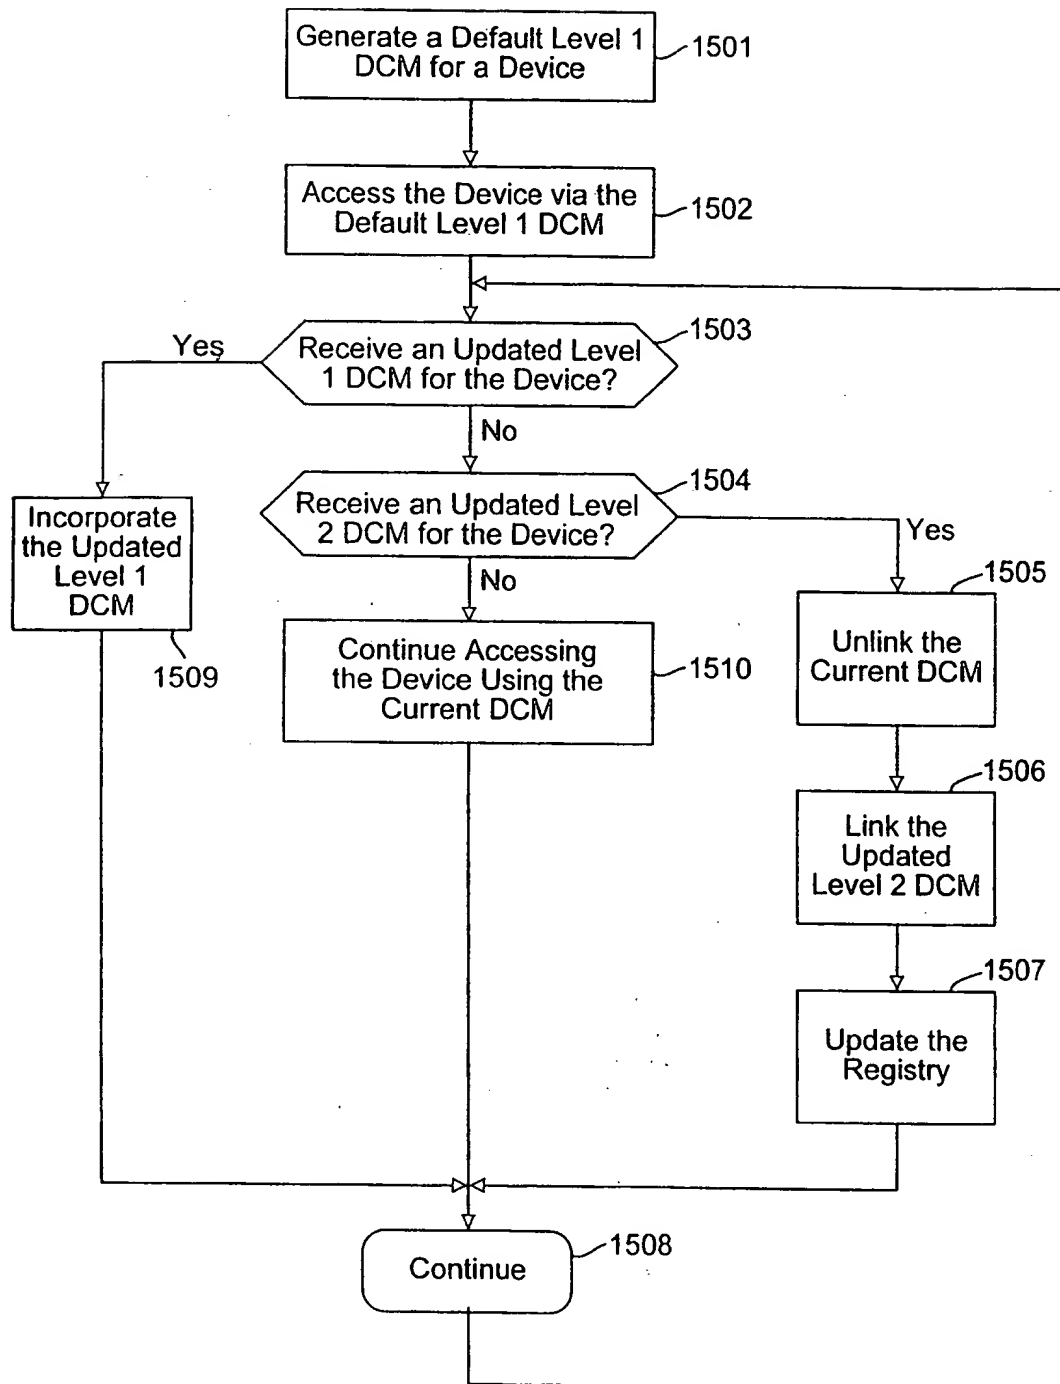 Generate a Default Level 1
DCM for a Device
1501
Access the Device via the
Default Level 1 DCM
1502
1503
Yes
Receive an Updated Level
1 DCM for the Device?
No
1504
Receive an Updated Level
2 DCM for the Device?
Yes
Incorporate
the Updated
Level 1
DCM
1509
No
1505
Continue Accessing
the Device Using the
Current DCM
1510
Unlink the
Current DCM
1506
Link the
Updated
Level 2 DCM
1507
Update the
Registry
1508
Continue